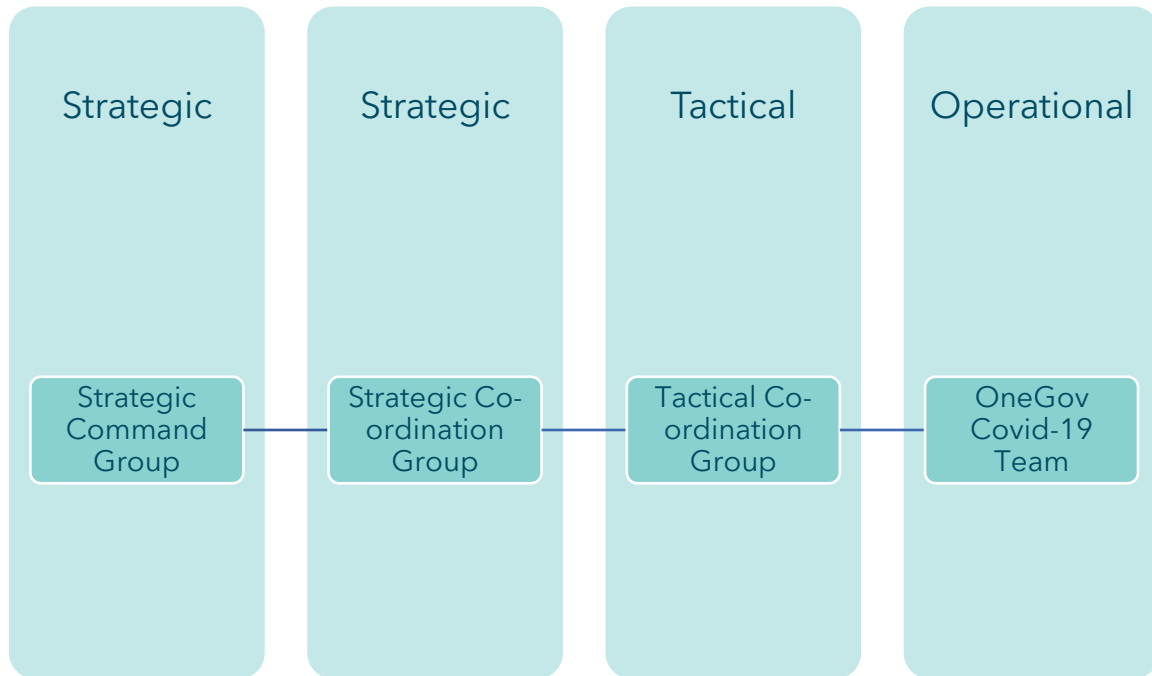 Strategic
Strategic
Tactical
Operational
Strategic
Command
Group
Strategic Co-
ordination
Group
Tactical Co-
ordination
Group
OneGov
Covid-19
Team